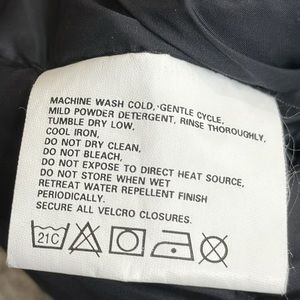 MACHINE WASH COLD, GENTLE CYCLE,
MILD POWDER DETERGENT, RINSE THOROUGHLY,
TUMBLE DRY LOW,
COOL IRON,
DO NOT DRY CLEAN,
DO NOT BLEACH,
DO NOT EXPOSE TO DIRECT HEAT SOURCE,
DO NOT STORE WHEN WET
RETREAT WATER REPELLENT FINISH
PERIODICALLY.
SECURE ALL VELCRO CLOSURES.
21C